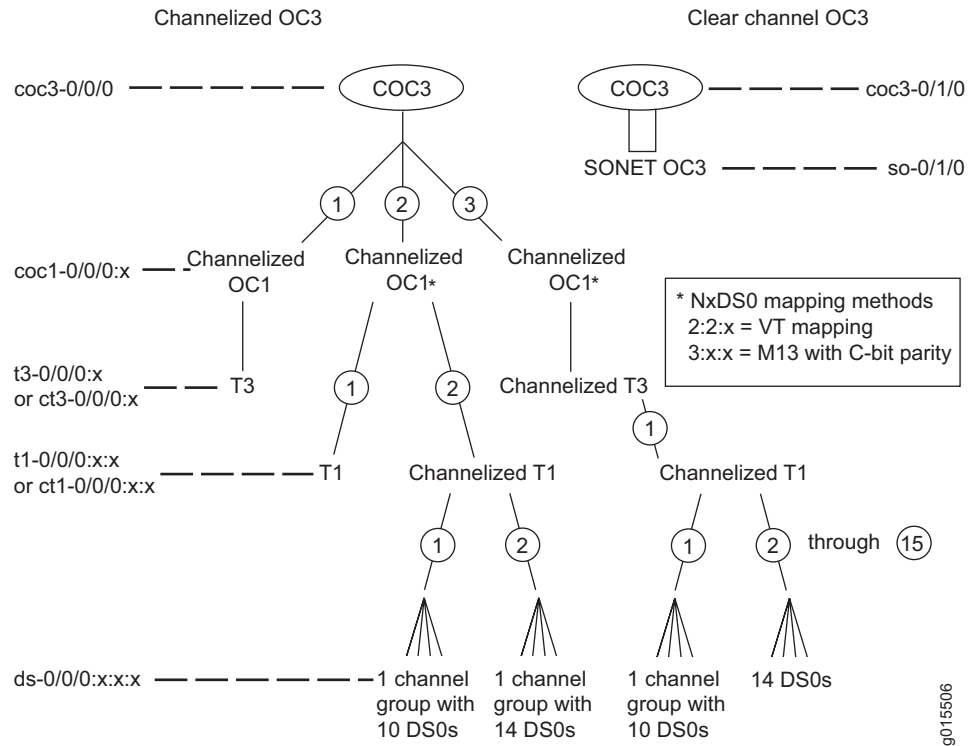 Channelized OC3
Clear channel OC3
coc3-0/0/0
COC3
COC3
coc3-0/1/0
SONET OC3
so-0/1/0
1
2
3
coc1-0/0/0:x
Channelized
OC1
Channelized
OC1*
Channelized
OC1*
* NxDS0 mapping methods
2:2:x = VT mapping
3:x:x = M13 with C-bit parity
t3-0/0/0:x
or ct3-0/0/0:x
T3
1
2
Channelized T3
1
t1-0/0/0:x:x
or ct1-0/0/0:x:x
T1
Channelized T1
Channelized T1
1
2
1
2
through
15
ds-0/0/0:x:x:x
1 channel
group with
10 DS0s
1 channel
group with
14 DS0s
1 channel
group with
10 DS0s
14 DS0s
g015506